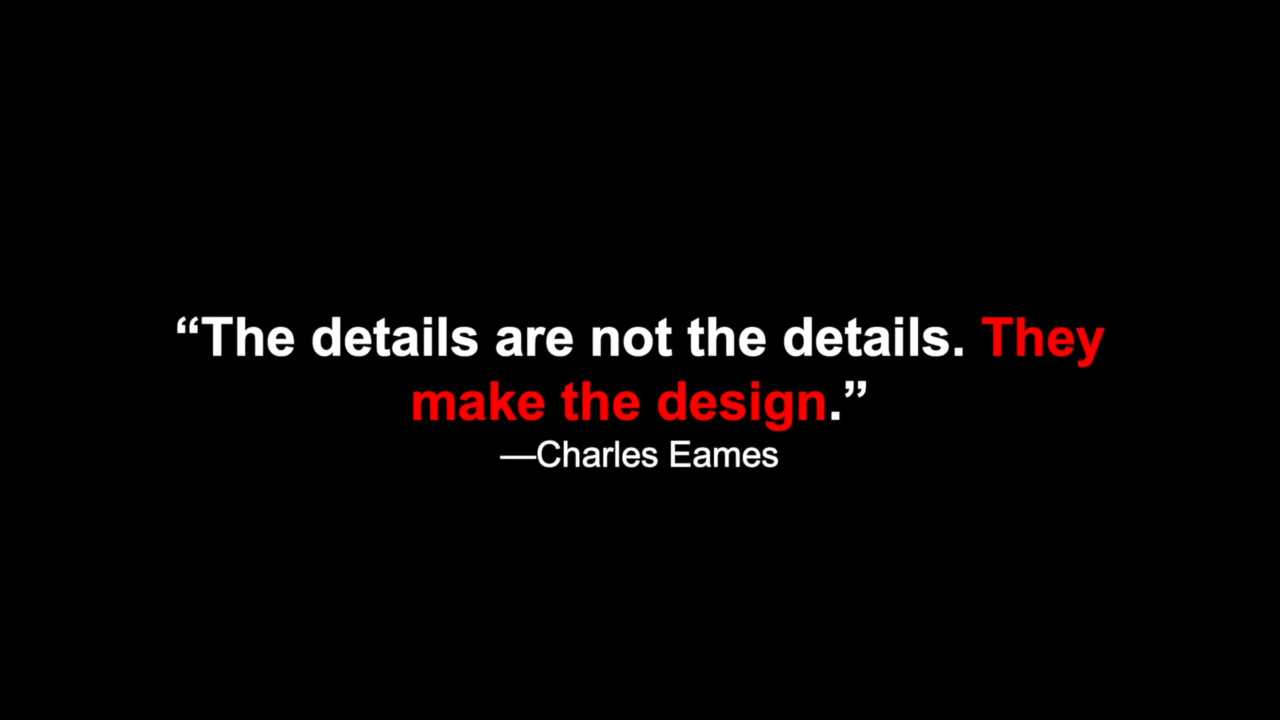 “The details are not the details. They
make the design.”
—Charles Eames